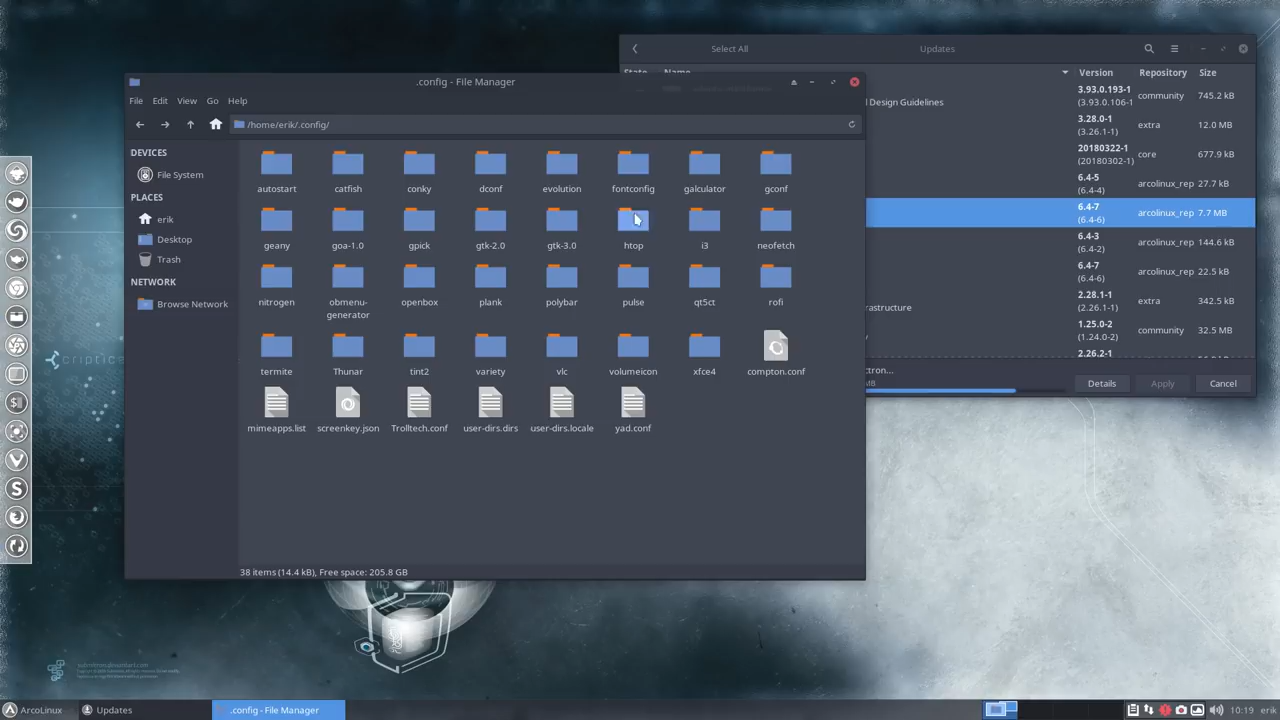 Select All
Updates
Name
Version
Repository
Size
3.93.0.193-1
(3.93.0.106-1
community
745.2 kB
Design Guidelines
3.28.0-1
(3.26.1-1)
extra
12.0 MB
20180322-1
(20180302-1)
core
677.9 kB
6.4-5
(6.4-4)
arcolinux_rep
27.7 kB
6.4-7
(6.4-6)
arcolinux_rep
7.7 MB
6.4-3
(6.4-2)
arcolinux_rep
144.6 kB
6.4-7
(6.4-6)
arcolinux_rep
22.5 kB
2.28.1-1
(2.26.1-1)
extra
342.5 kB
1.25.0-2
(1.24.0-2)
community
32.5 MB
2.26.2-1
Details
Apply
Cancel
.config - File Manager
File Edit View Go Help
/home/erik/.config/
DEVICES
File System
PLACES
erik
Desktop
Trash
NETWORK
Browse Network
autostart catfish conky dconf evolution fontconfig galculator gconf
geany goa-1.0 gpick gtk-2.0 gtk-3.0 htop i3 neofetch
nitrogen obmenu-generator openbox plank polybar pulse qt5ct rofi
termite Thunar tint2 variety vlc volumeicon xfce4 compton.conf
mimeapps.list screenkey.json Trolltech.conf user-dirs.dirs user-dirs.locale yad.conf
38 items (14.4 kB), Free space: 205.8 GB
ArcoLinux
Updates
.config - File Manager
10:19
erik